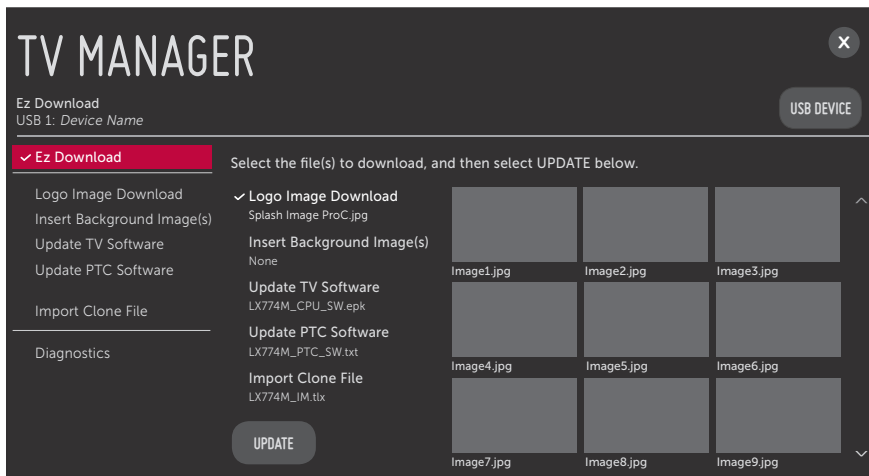 TV MANAGER
X
Ez Download
USB 1: Device Name
USB DEVICE
Ez Download
Logo Image Download
Insert Background Image(s)
Update TV Software
Update PTC Software
Import Clone File
Diagnostics
Select the file(s) to download, and then select UPDATE below.
Logo Image Download
Splash Image ProC.jpg
Insert Background Image(s)
None
Update TV Software
LX774M_CPU_SW.epk
Update PTC Software
LX774M_PTC_SW.txt
Import Clone File
LX774M_IM.tlx
UPDATE
Image1.jpg
Image2.jpg
Image3.jpg
Image4.jpg
Image5.jpg
Image6.jpg
Image7.jpg
Image8.jpg
Image9.jpg